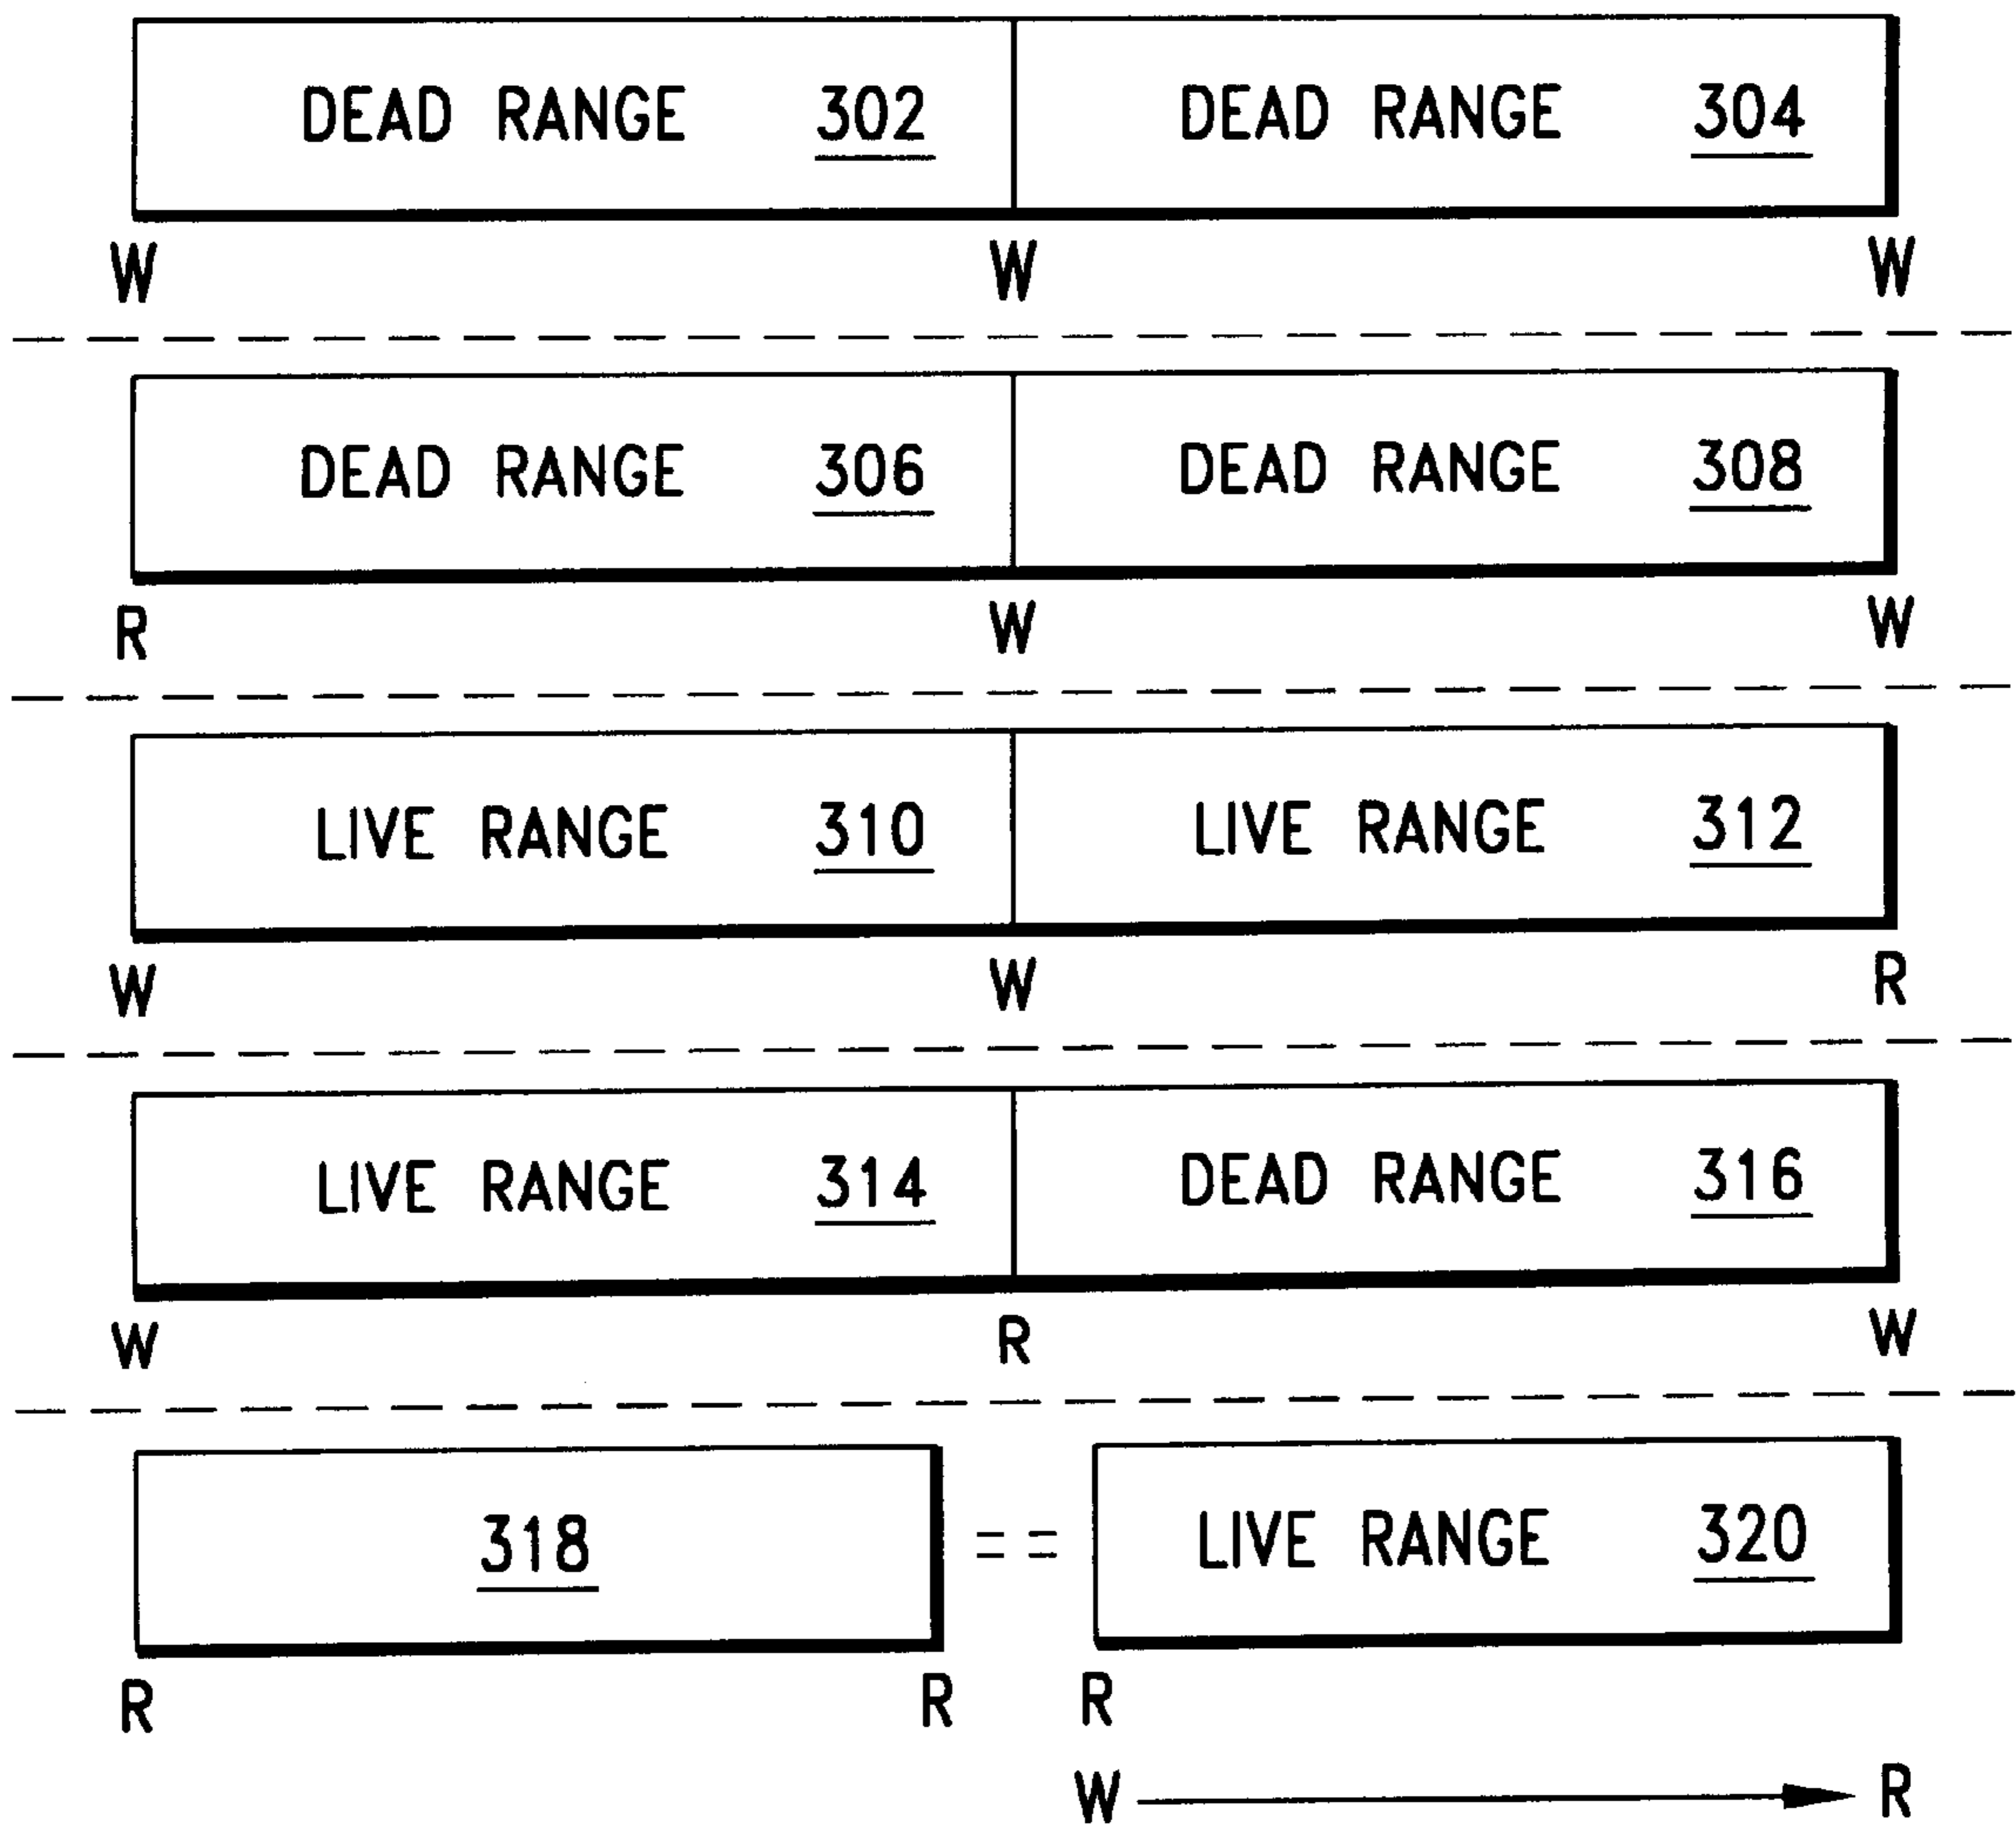 DEAD RANGE 302 DEAD RANGE 304
W W W
DEAD RANGE 306 DEAD RANGE 308
R W W
LIVE RANGE 310 LIVE RANGE 312
W W R
LIVE RANGE 314 DEAD RANGE 316
W R W
318 == LIVE RANGE 320
R R R
W R